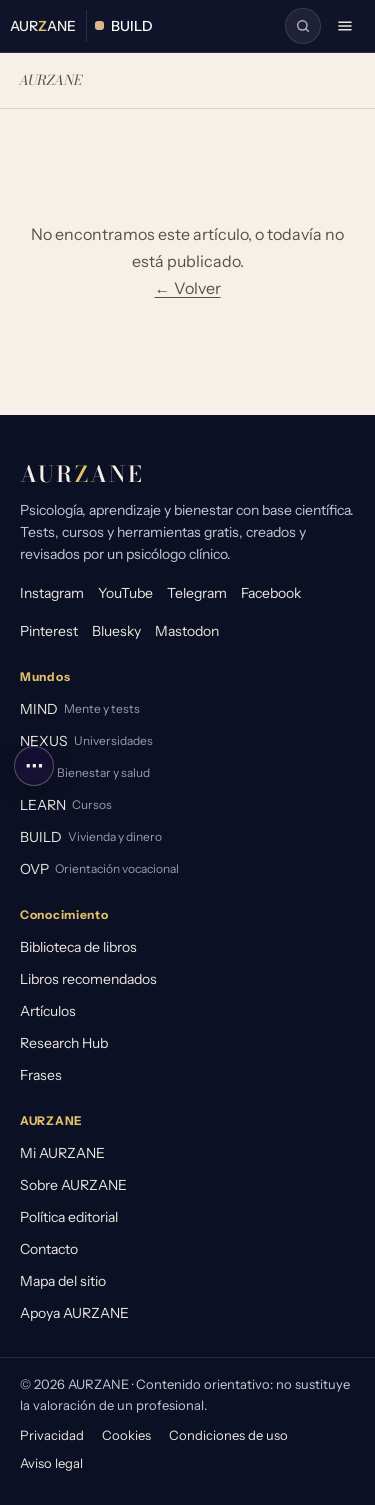 AURZANE BUILD
AURZANE
No encontramos este artículo, o todavía no
está publicado.
← Volver
AURZANE
Psicología, aprendizaje y bienestar con base científica.
Tests, cursos y herramientas gratis, creados y
revisados por un psicólogo clínico.
Instagram YouTube Telegram Facebook
Pinterest Bluesky Mastodon
Mundos
MIND Mente y tests
NEXUS Universidades
Bienestar y salud
LEARN Cursos
BUILD Vivienda y dinero
OVP Orientación vocacional
Conocimiento
Biblioteca de libros
Libros recomendados
Artículos
Research Hub
Frases
AURZANE
Mi AURZANE
Sobre AURZANE
Política editorial
Contacto
Mapa del sitio
Apoya AURZANE
© 2026 AURZANE · Contenido orientativo: no sustituye
la valoración de un profesional.
Privacidad Cookies Condiciones de uso
Aviso legal